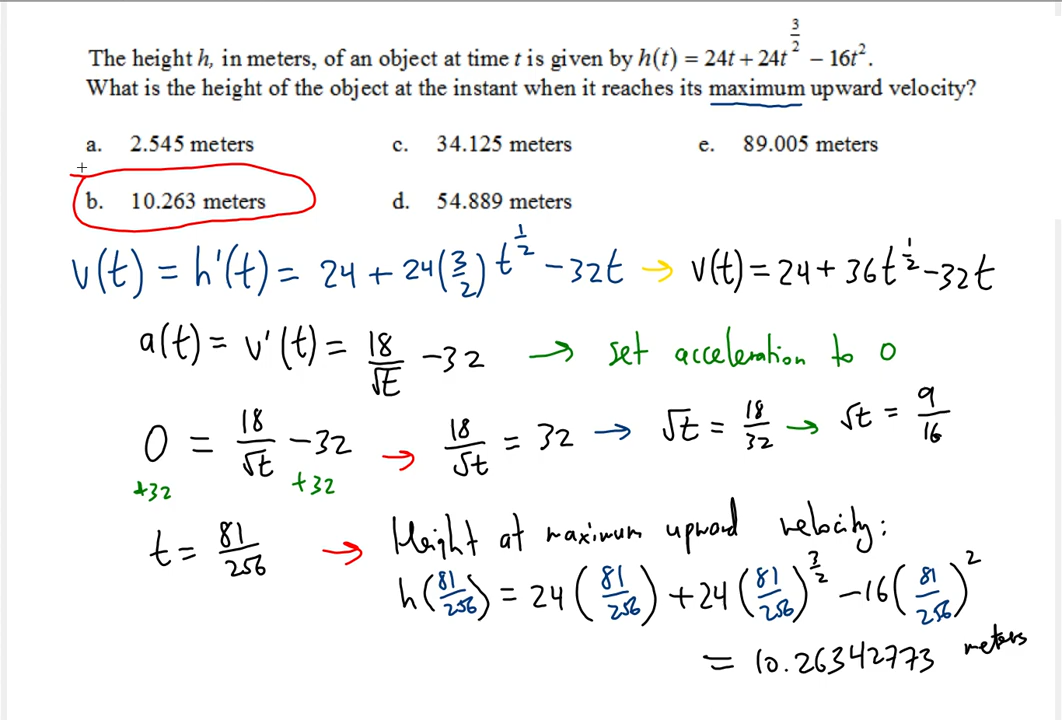 The height h, in meters, of an object at time t is given by h(t) = 24t + 24t^(3/2) − 16t².
What is the height of the object at the instant when it reaches its maximum upward velocity?
a. 2.545 meters c. 34.125 meters e. 89.005 meters
b. 10.263 meters d. 54.889 meters
v(t) = h'(t) = 24 + 24(3/2)t^(1/2) − 32t → v(t) = 24 + 36t^(1/2) − 32t
a(t) = v'(t) = 18/√t − 32 → set acceleration to 0
0 = 18/√t − 32 → 18/√t = 32 → √t = 18/32 → √t = 9/16
+32 +32
t = 81/256 → Height at maximum upward velocity:
h(81/256) = 24(81/256) + 24(81/256)^(3/2) − 16(81/256)²
= 10.26342773 meters